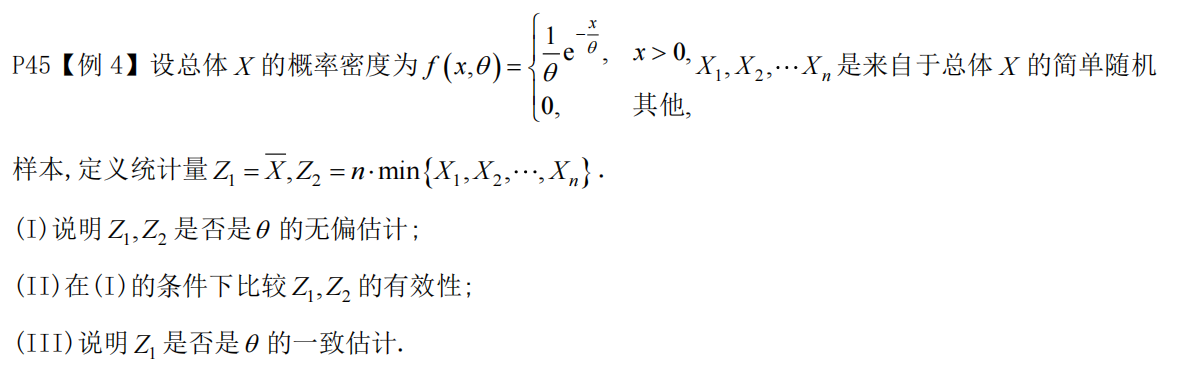 P45【例 4】设总体 X 的概率密度为 f(x,θ)={ 1/θ e^{-x/θ}, x>0, 0, 其他, X₁,X₂,⋯Xₙ 是来自于总体 X 的简单随机
样本,定义统计量 Z₁=X̄,Z₂=n·min{X₁,X₂,⋯,Xₙ}.
(I)说明 Z₁,Z₂ 是否是 θ 的无偏估计;
(II)在(I)的条件下比较 Z₁,Z₂ 的有效性;
(III)说明 Z₁ 是否是 θ 的一致估计.